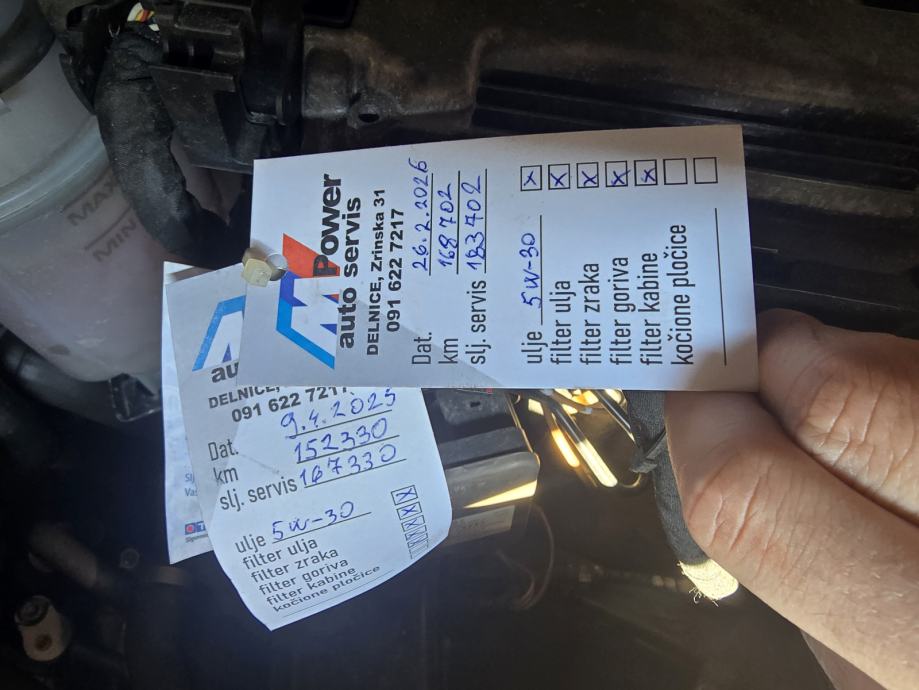 Power
auto servis
DELNICE, Zrinska 31
091 622 7217
Dat. 26.2.2026
km 168702
slj. servis 183702
ulje 5W-30
filter ulja
filter zraka
filter goriva
filter kabine
kočione pločice
au
DELNICE,
091 622 7217
Dat. 9.4.2025
km 152330
slj. servis 167330
ulje 5W-30
filter ulja
filter zraka
filter goriva
filter kabine
kočione pločice
MAX
MIN